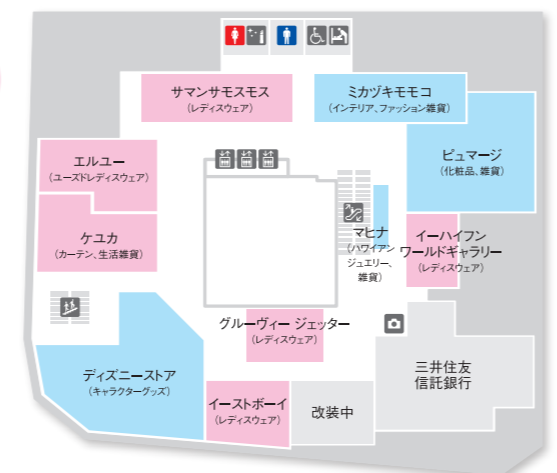 サマンサモスモス
（レディスウェア）
ミカヅキモモコ
（インテリア、ファッション雑貨）
エルユー
（ユーズドレディスウェア）
ピュマージ
（化粧品、雑貨）
ケユカ
（カーテン、生活雑貨）
マヒナ
（ハワイアン
ジュエリー、
雑貨）
イーハイフン
ワールドギャラリー
（レディスウェア）
グルーヴィー ジェッター
（レディスウェア）
ディズニーストア
（キャラクターグッズ）
イーストボーイ
（レディスウェア）
改装中
三井住友
信託銀行